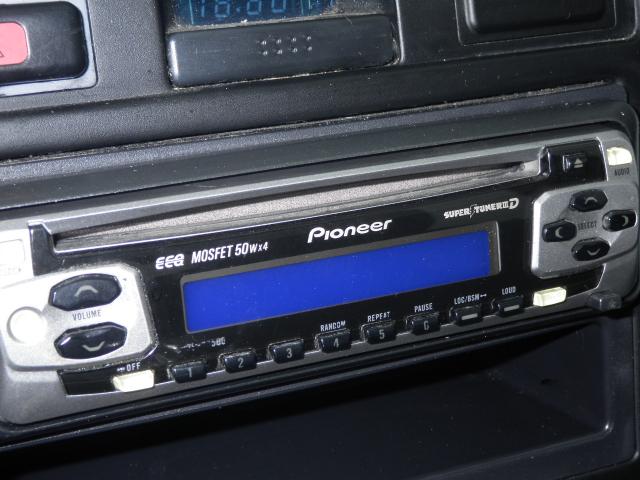 AUDIO
Pioneer
SUPER TUNER III D
EEQ MOSFET 50W x4
SELECT
VOLUME
RANDOM REPEAT PAUSE LOC/BSM LOUD
OFF
1 2 3 4 5 6